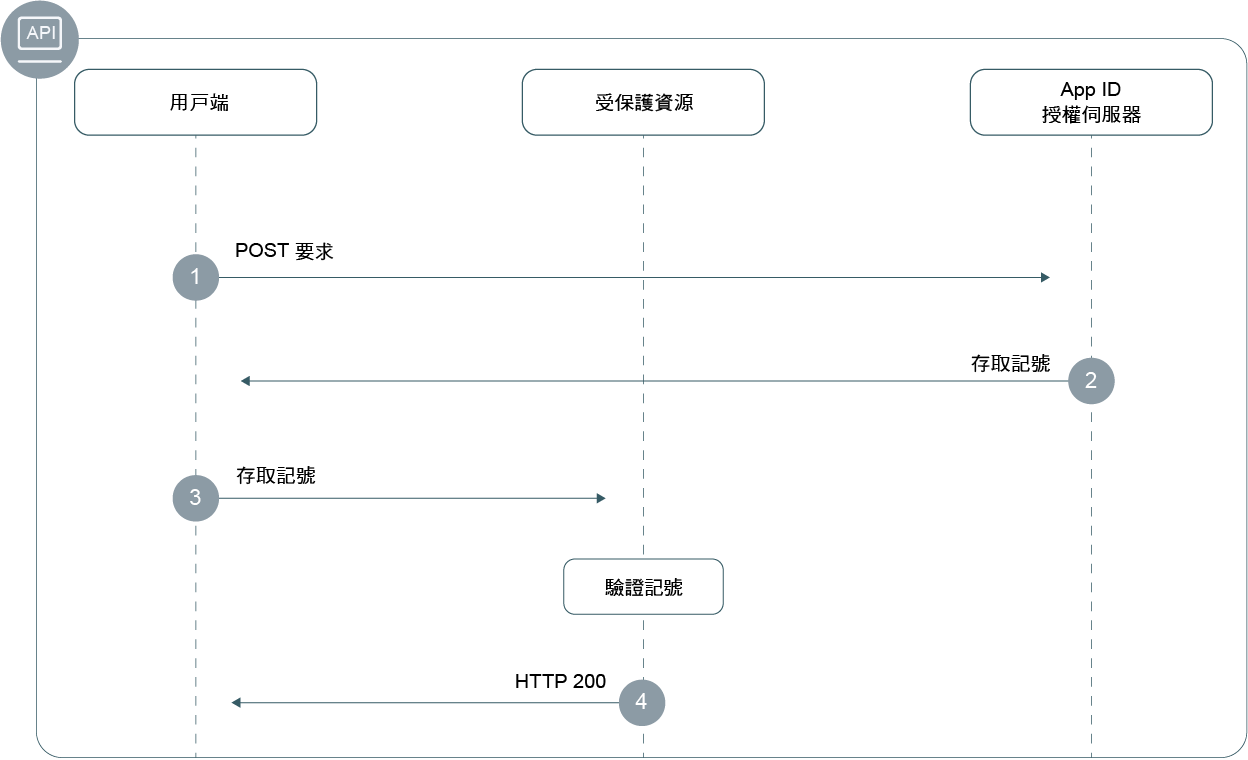 API
用戶端
受保護資源
App ID
授權伺服器
POST 要求
1
存取記號
2
存取記號
3
驗證記號
HTTP 200
4